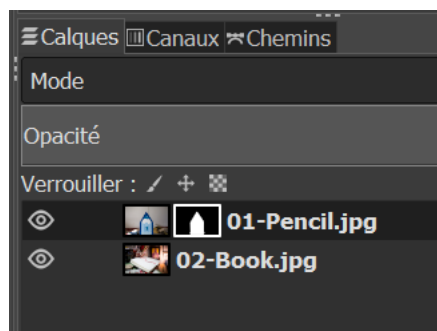 Calques Canaux Chemins
Mode
Opacité
Verrouiller :
01-Pencil.jpg
02-Book.jpg